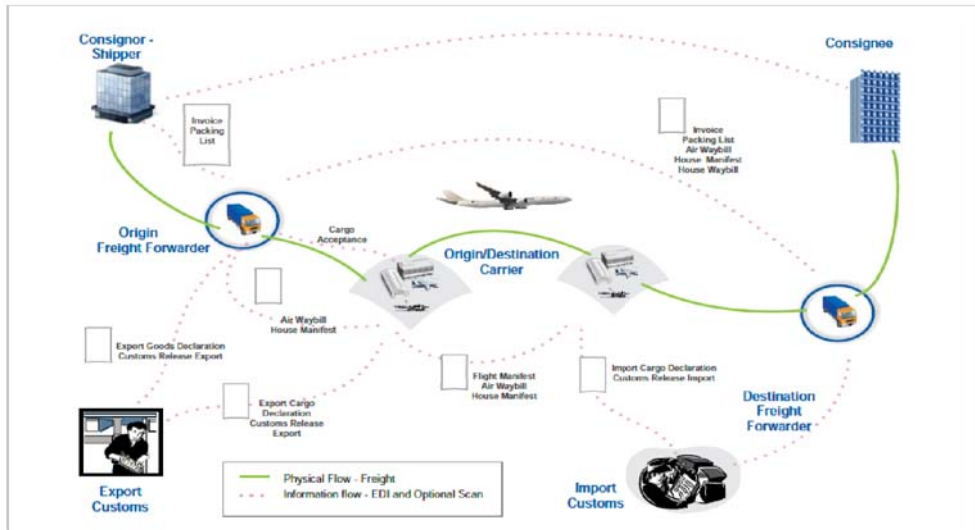 Consignor -
Shipper
Consignee
Invoice
Packing
List
Invoice
Packing List
Air Waybill
House Manifest
House Waybill
Origin
Freight Forwarder
Cargo
Acceptance
Origin/Destination
Carrier
Air Waybill
House Manifest
Export Goods Declaration
Customs Release Export
Flight Manifest
Air Waybill
House Manifest
Import Cargo Declaration
Customs Release Import
Export Cargo
Declaration
Customs Release
Export
Destination
Freight
Forwarder
Export
Customs
Physical Flow - Freight
Information flow - EDI and Optional Scan
Import
Customs